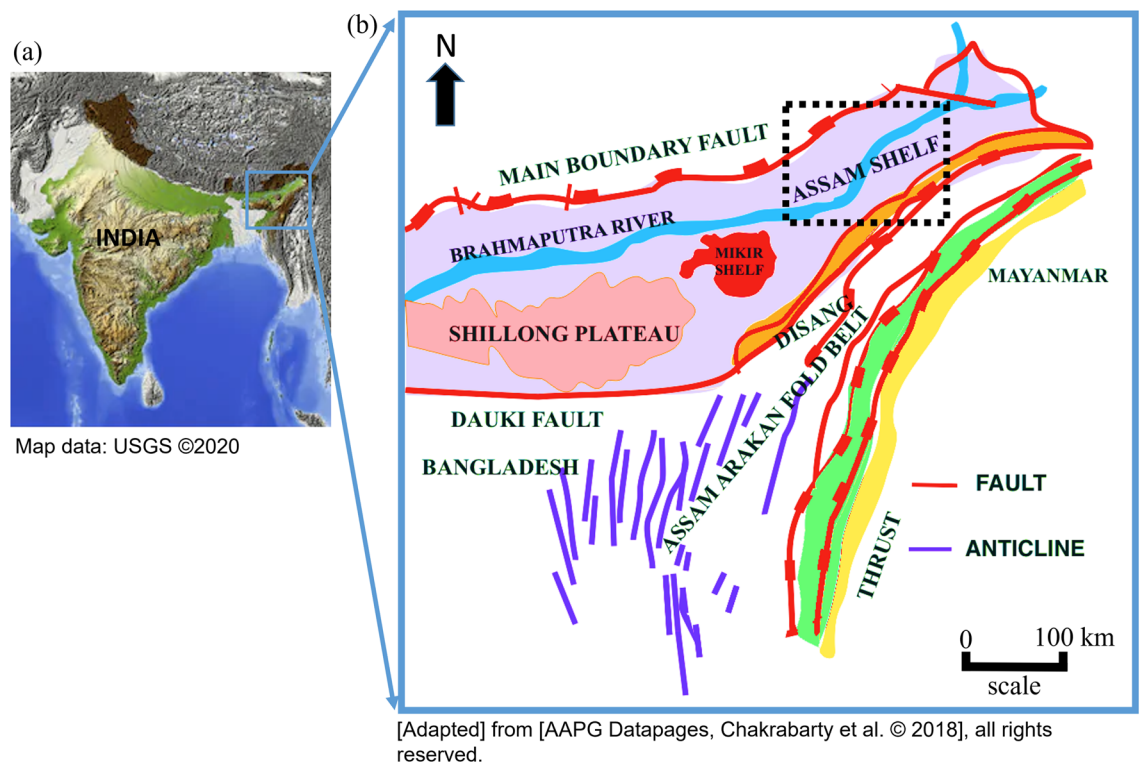 (a)
INDIA
Map data: USGS ©2020
(b)
N
MAIN BOUNDARY FAULT
ASSAM SHELF
BRAHMAPUTRA RIVER
MIKIR
SHELF
MAYANMAR
SHILLONG PLATEAU
DISANG
DAUKI FAULT
ASSAM ARAKAN FOLD BELT
BANGLADESH
FAULT
ANTICLINE
THRUST
0 100 km
scale
[Adapted] from [AAPG Datapages, Chakrabarty et al. © 2018], all rights
reserved.